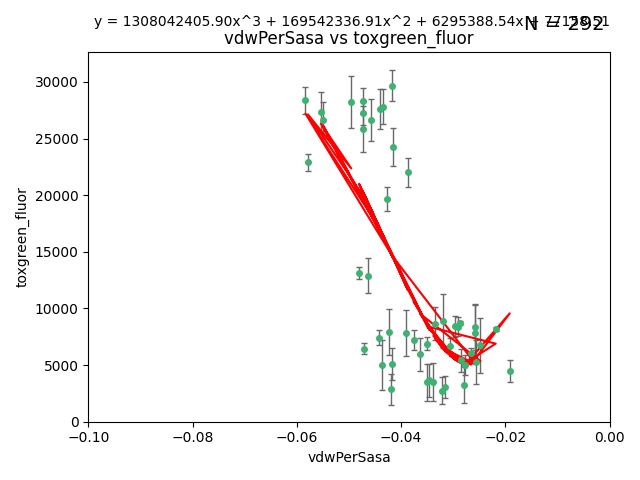 y = 1308042405.90x^3 + 169542336.91x^2 + 6295388.54x + 77158.51
N = 292
vdwPerSasa vs toxgreen_fluor
30000
25000
20000
15000
10000
5000
0
toxgreen_fluor
−0.10 −0.08 −0.06 −0.04 −0.02 0.00
vdwPerSasa